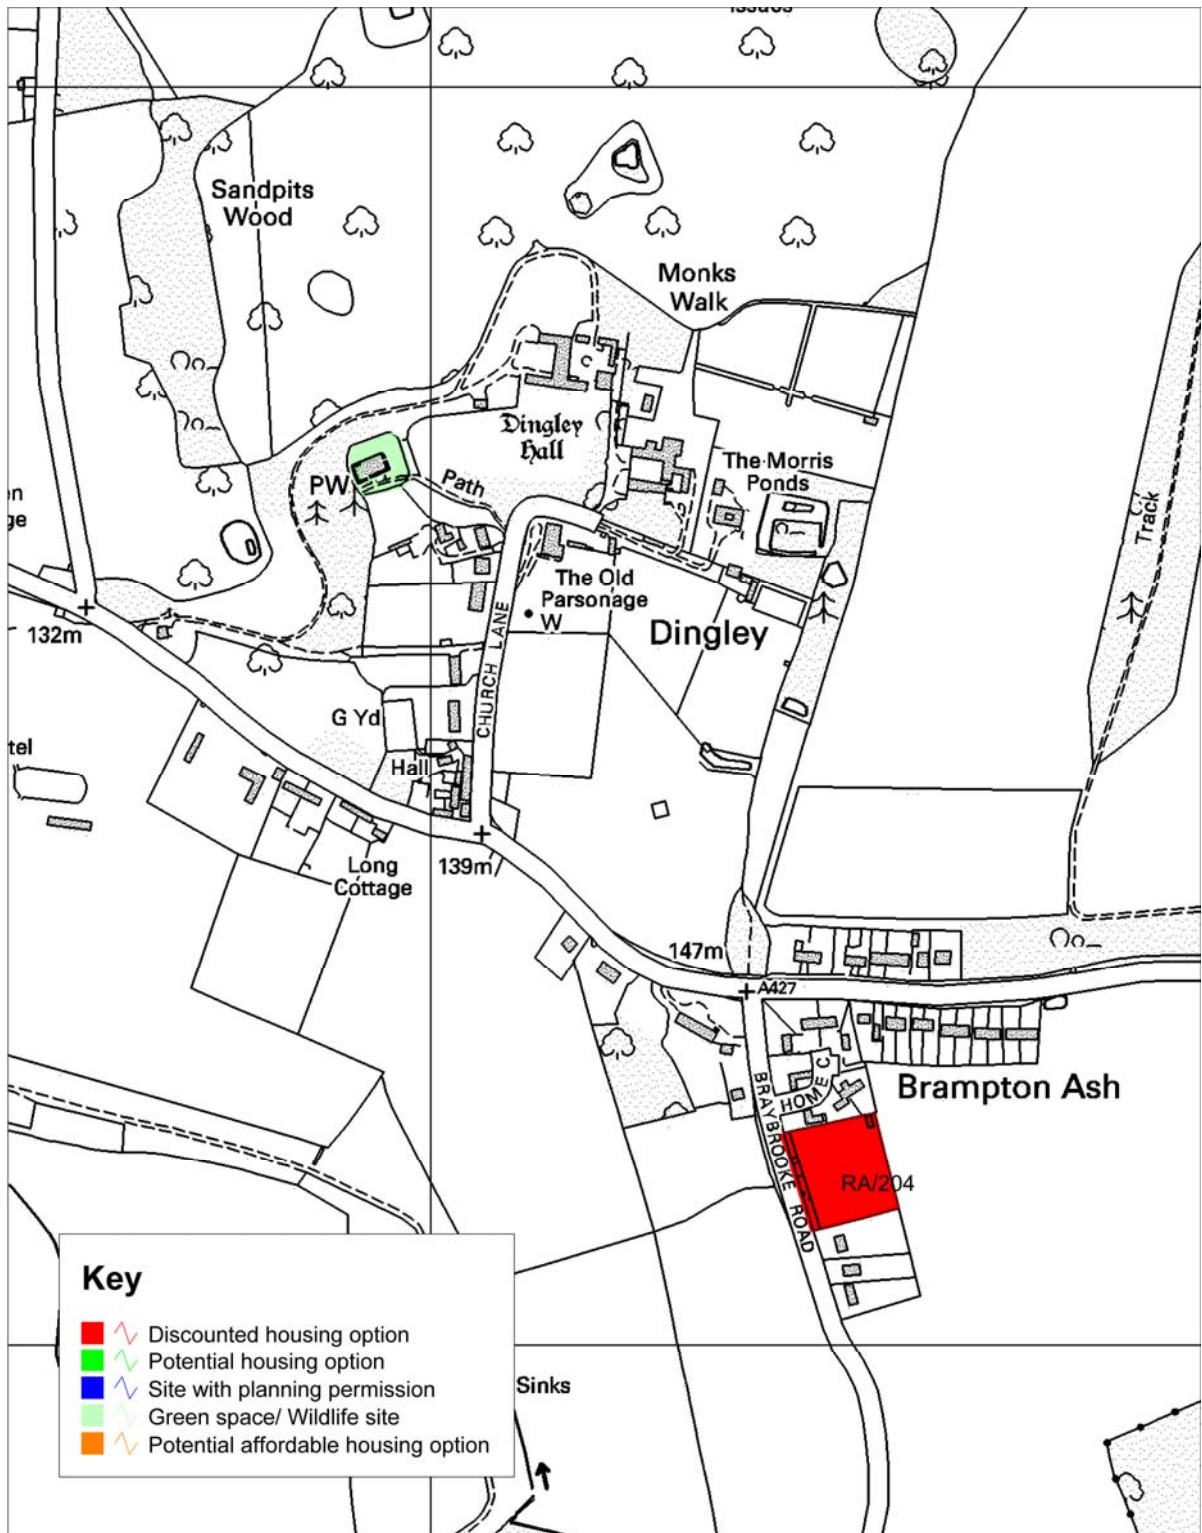 Issues
Sandpits
Wood
Monks
Walk
Dingley
Hall
The Morris
Ponds
PW
Path
Track
The Old
Parsonage
W
Dingley
CHURCH LANE
132m
G Yd
Hall
Long
Cottage
139m
147m
A427
Brampton Ash
HOME C
BRAYBROOKE ROAD
RA/204
Sinks
Key
Discounted housing option
Potential housing option
Site with planning permission
Green space/ Wildlife site
Potential affordable housing option